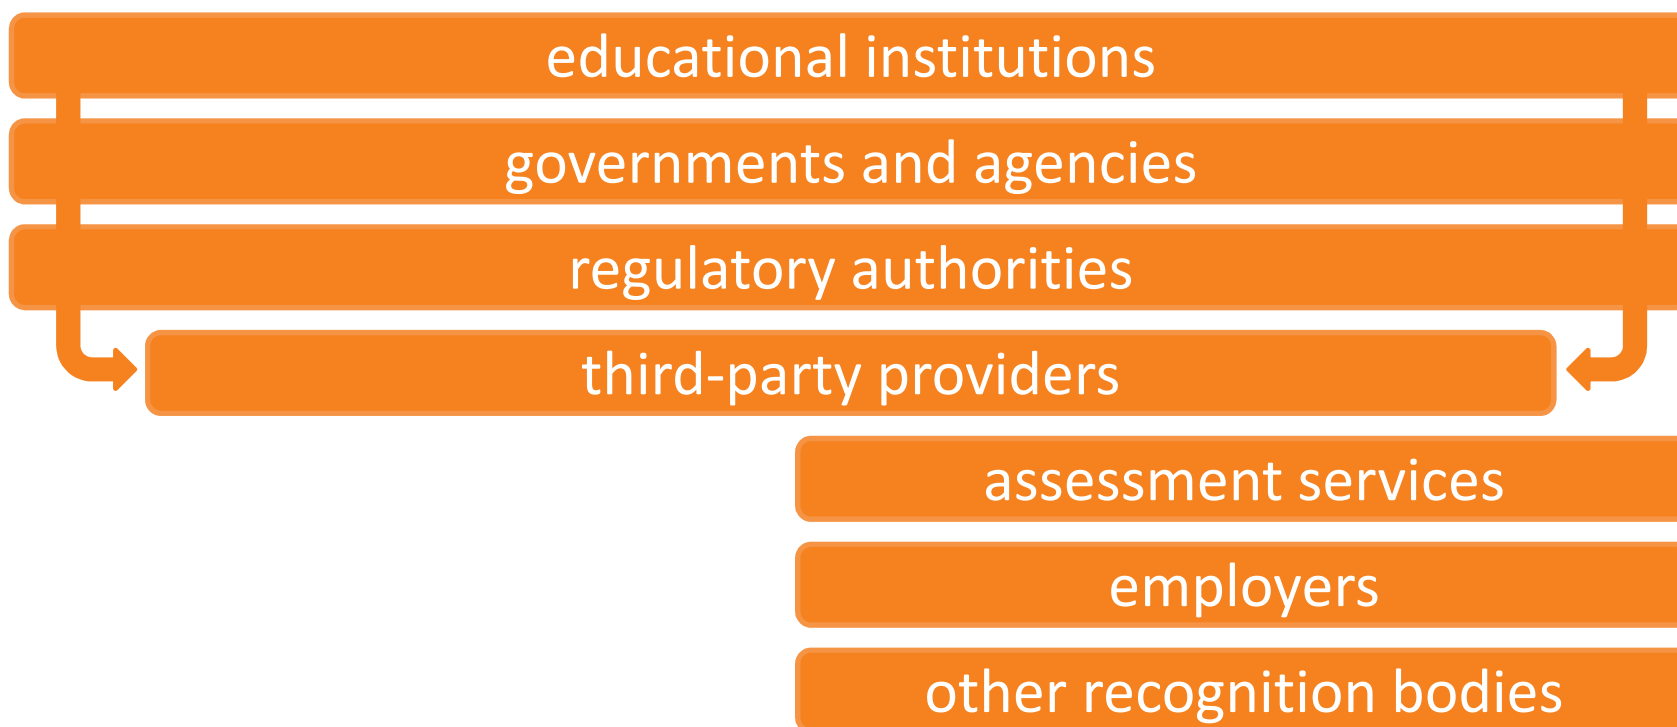 educational institutions
governments and agencies
regulatory authorities
third-party providers
assessment services
employers
other recognition bodies